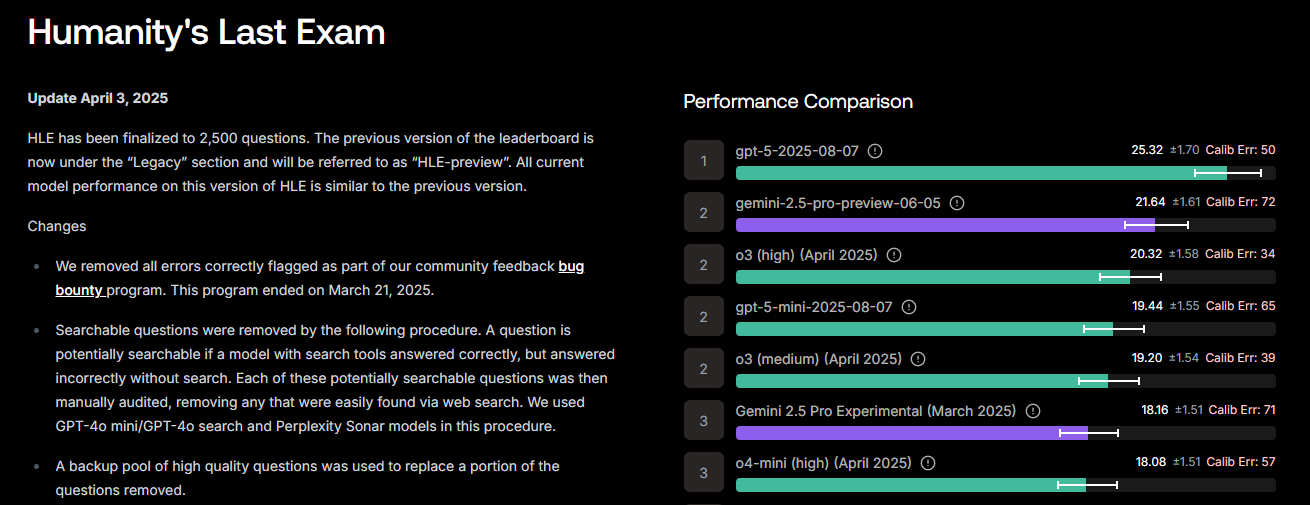 Humanity's Last Exam
Update April 3, 2025
HLE has been finalized to 2,500 questions. The previous version of the leaderboard is
now under the “Legacy” section and will be referred to as “HLE-preview”. All current
model performance on this version of HLE is similar to the previous version.
Changes
We removed all errors correctly flagged as part of our community feedback bug
bounty program. This program ended on March 21, 2025.
Searchable questions were removed by the following procedure. A question is
potentially searchable if a model with search tools answered correctly, but answered
incorrectly without search. Each of these potentially searchable questions was then
manually audited, removing any that were easily found via web search. We used
GPT-4o mini/GPT-4o search and Perplexity Sonar models in this procedure.
A backup pool of high quality questions was used to replace a portion of the
questions removed.
Performance Comparison
1 gpt-5-2025-08-07 25.32 ±1.70 Calib Err: 50
2 gemini-2.5-pro-preview-06-05 21.64 ±1.61 Calib Err: 72
2 o3 (high) (April 2025) 20.32 ±1.58 Calib Err: 34
2 gpt-5-mini-2025-08-07 19.44 ±1.55 Calib Err: 65
2 o3 (medium) (April 2025) 19.20 ±1.54 Calib Err: 39
3 Gemini 2.5 Pro Experimental (March 2025) 18.16 ±1.51 Calib Err: 71
3 o4-mini (high) (April 2025) 18.08 ±1.51 Calib Err: 57